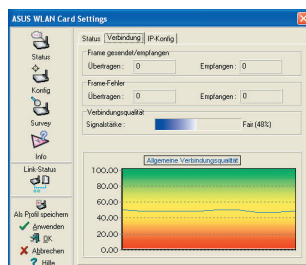 ASUS WLAN Card Settings
Status
Konfig
Survey
Info
Link-Status
Als Profil speichern
Anwenden
OK
Abbrechen
Hilfe
Status Verbindung IP-Konfig
Frame gesendet/empfangen
Übertragen: 0 Empfangen: 0
Frame-Fehler
Übertragen: 0 Empfangen: 0
Verbindungsqualität
Signalstärke: Fair (48%)
Allgemeine Verbindungsqualität
100.00
80.00
60.00
40.00
20.00
0.00